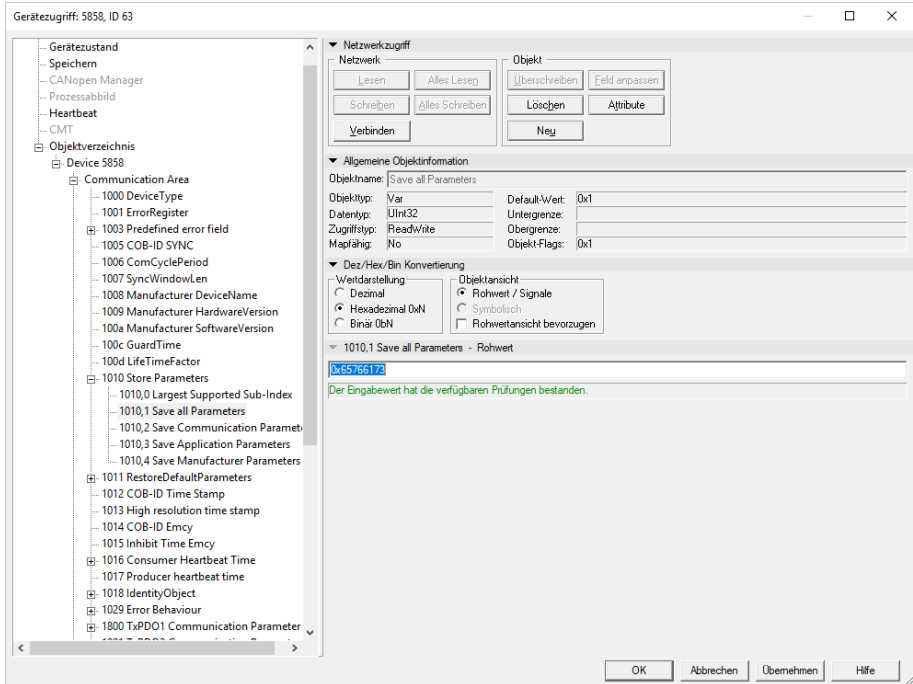 Gerätezugriff: 5858, ID 63
Gerätezustand
Speichern
CANopen Manager
Prozessabbild
Heartbeat
CMT
Objektverzeichnis
Device 5858
Communication Area
1000 DeviceType
1001 ErrorRegister
1003 Predefined error field
1005 COB-ID SYNC
1006 ComCyclePeriod
1007 SyncWindowLen
1008 Manufacturer DeviceName
1009 Manufacturer HardwareVersion
100a Manufacturer SoftwareVersion
100c GuardTime
100d LifeTimeFactor
1010 Store Parameters
1010,0 Largest Supported Sub-Index
1010,1 Save all Parameters
1010,2 Save Communication Paramet
1010,3 Save Application Parameters
1010,4 Save Manufacturer Parameters
1011 RestoreDefaultParameters
1012 COB-ID Time Stamp
1013 High resolution time stamp
1014 COB-ID Emcy
1015 Inhibit Time Emcy
1016 Consumer Heartbeat Time
1017 Producer heartbeat time
1018 IdentityObject
1029 Error Behaviour
1800 TxPDO1 Communication Parameter
Netzwerkzugriff
Netzwerk
Lesen Alles Lesen
Schreiben Alles Schreiben
Verbinden
Objekt
Überschreiben Feld anpassen
Löschen Attribute
Neu
Allgemeine Objektinformation
Objektname: Save all Parameters
Objekttyp: Var Default-Wert: 0x1
Datentyp: UInt32 Untergrenze:
Zugriffstyp: ReadWrite Obergrenze:
Mapfähig: No Objekt-Flags: 0x1
Dez/Hex/Bin Konvertierung
Wertdarstellung
Dezimal
Hexadezimal 0xN
Binär 0bN
Objektansicht
Rohwert / Signale
Symbolisch
Rohwertansicht bevorzugen
1010,1 Save all Parameters - Rohwert
0x65766173
Der Eingabewert hat die verfügbaren Prüfungen bestanden.
OK Abbrechen Übernehmen Hilfe